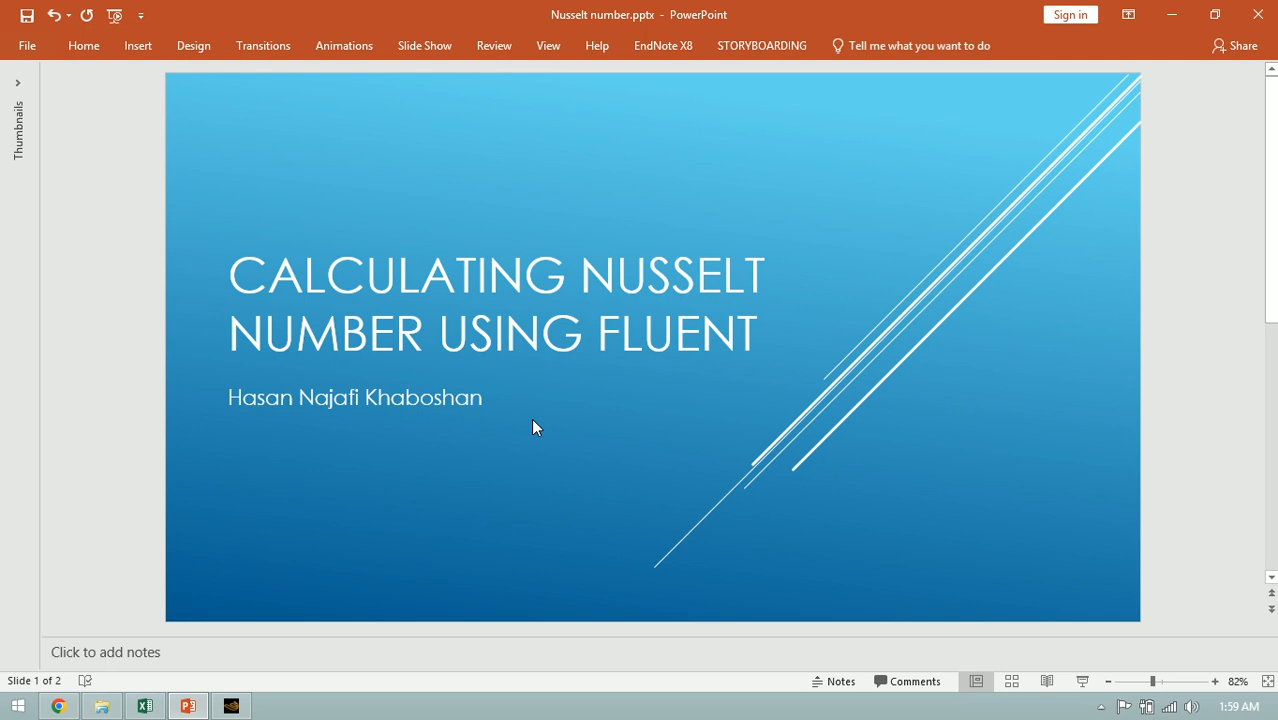 Nusselt number.pptx - PowerPoint
Sign in
File Home Insert Design Transitions Animations Slide Show Review View Help EndNote X8 STORYBOARDING Tell me what you want to do Share
Thumbnails
CALCULATING NUSSELT
NUMBER USING FLUENT
Hasan Najafi Khaboshan
Click to add notes
Slide 1 of 2 Notes Comments 82%
1:59 AM